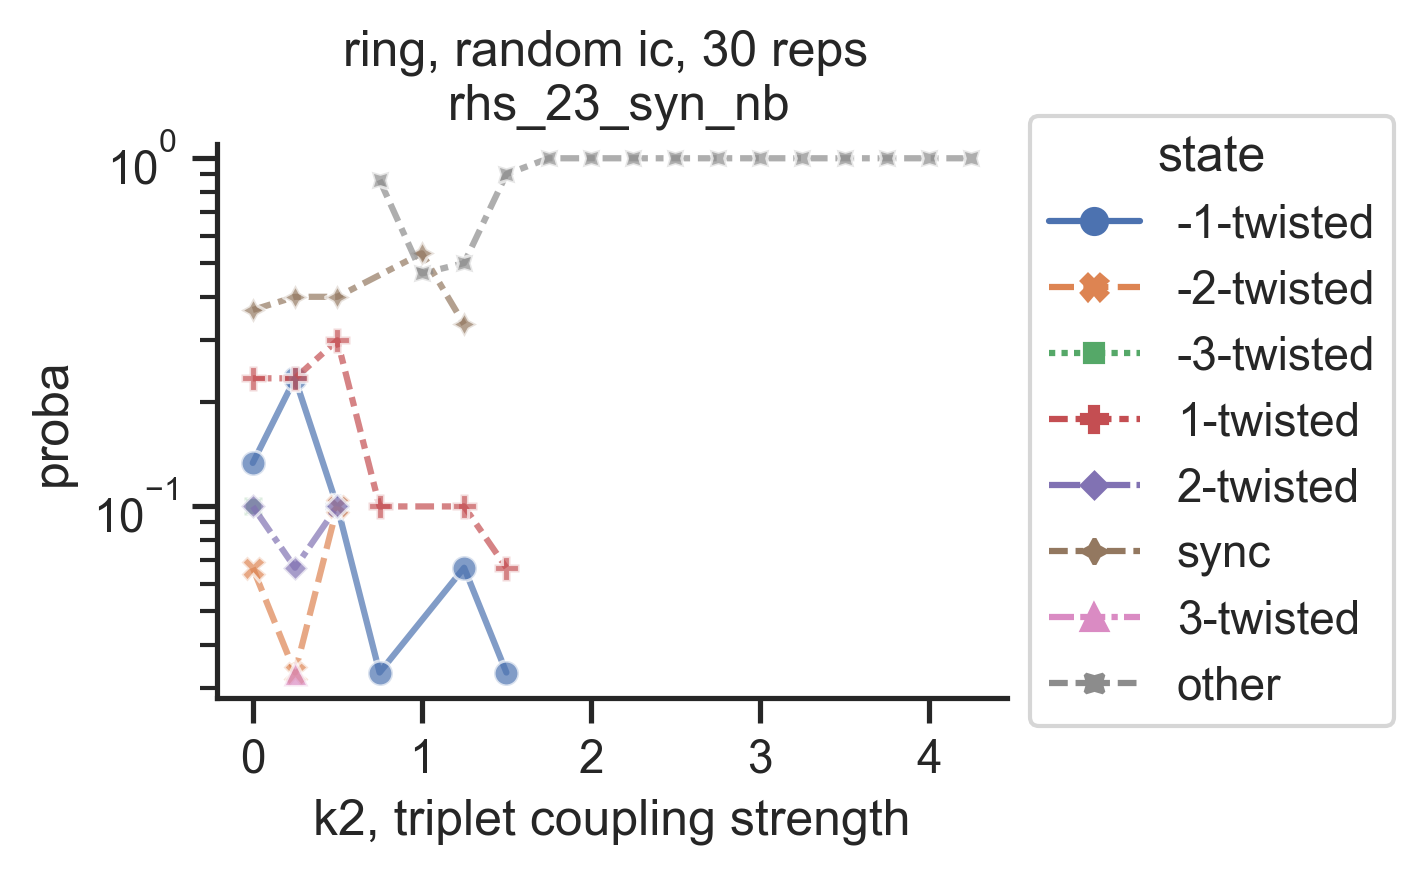 ring, random ic, 30 reps
rhs_23_syn_nb
10^0
10^-1
proba
0 1 2 3 4
k2, triplet coupling strength
state
-1-twisted
-2-twisted
-3-twisted
1-twisted
2-twisted
sync
3-twisted
other